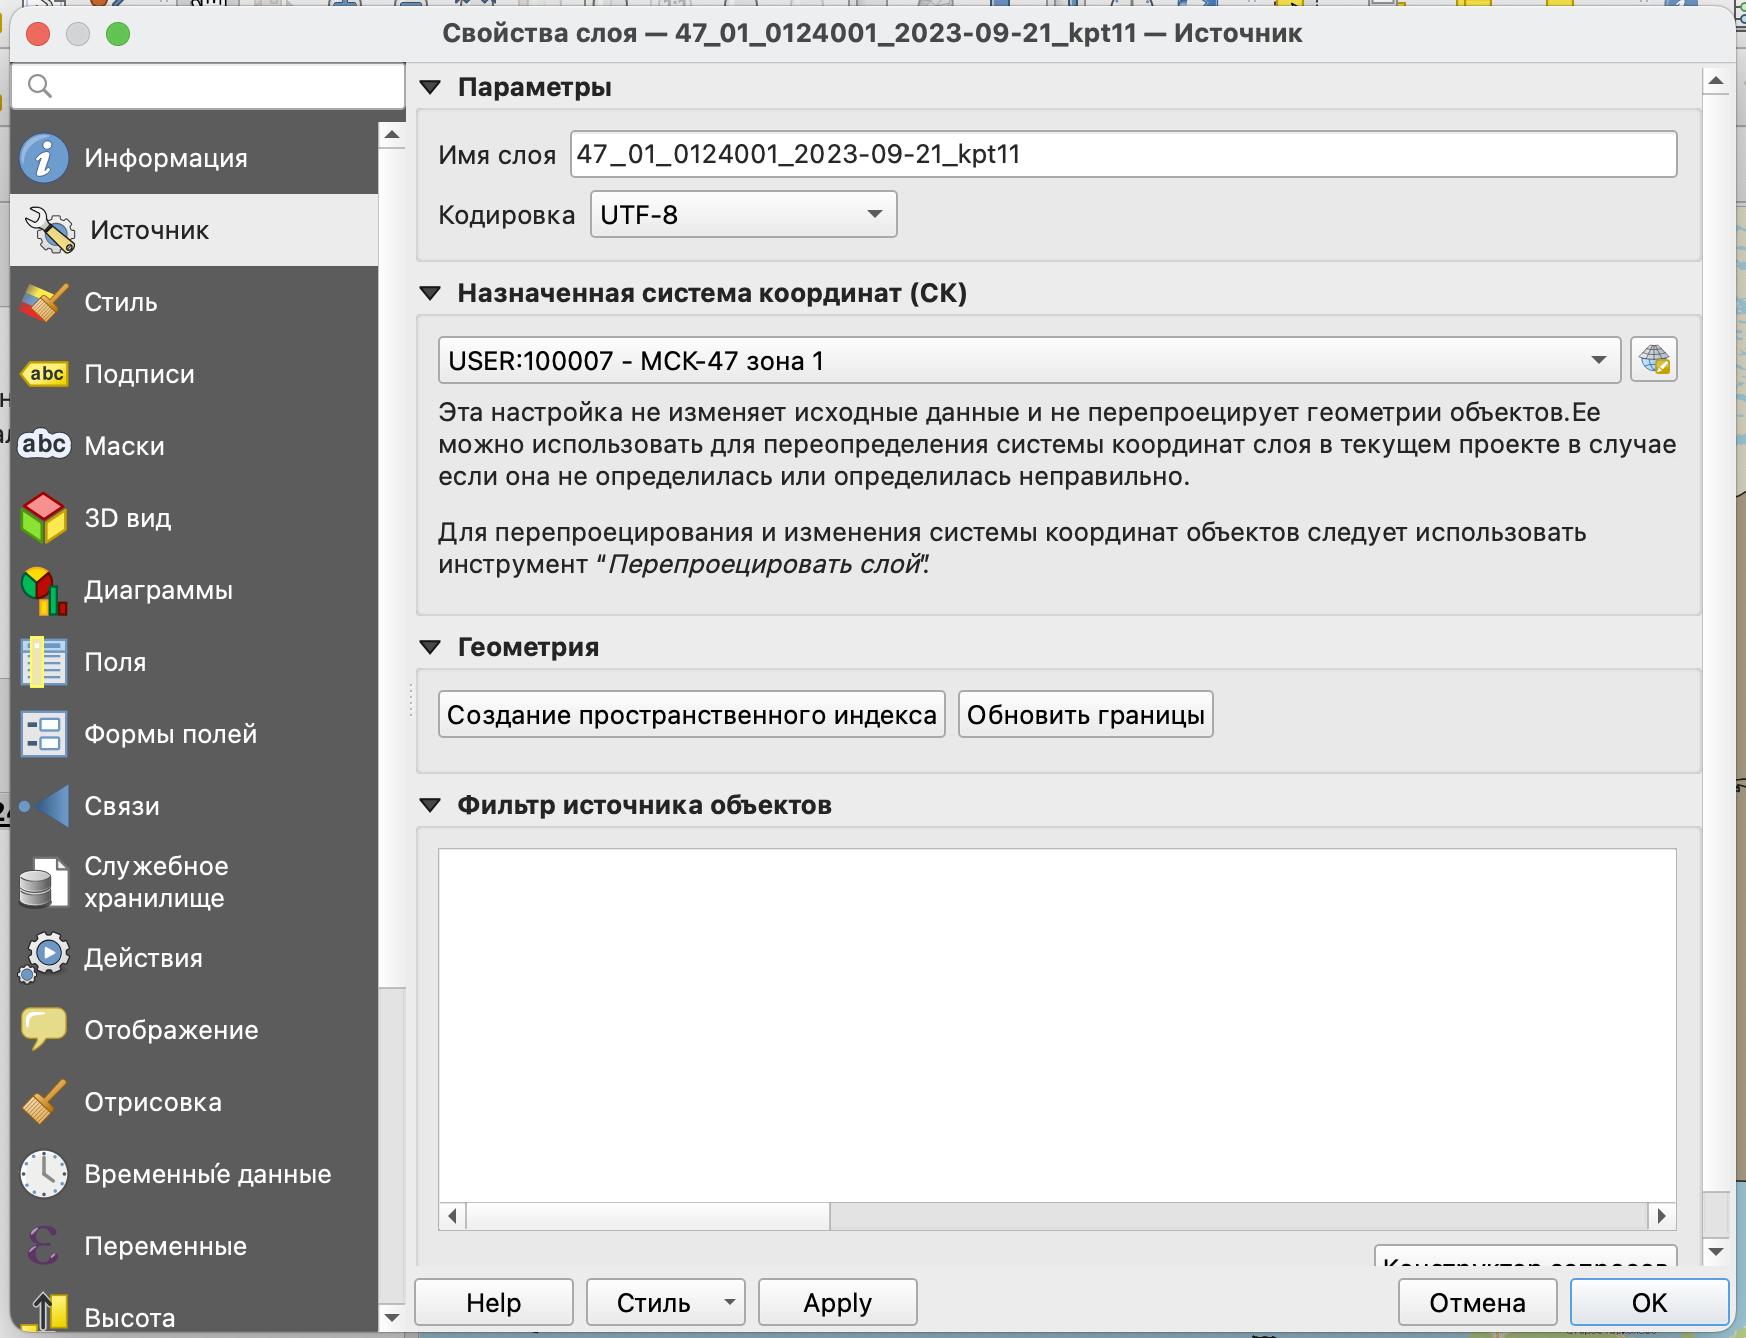 Свойства слоя — 47_01_0124001_2023-09-21_kpt11 — Источник
Информация
Источник
Стиль
abc Подписи
abc Маски
3D вид
Диаграммы
Поля
Формы полей
Связи
Служебное
хранилище
Действия
Отображение
Отрисовка
Временны́е данные
Переменные
Высота
Параметры
Имя слоя 47_01_0124001_2023-09-21_kpt11
Кодировка UTF-8
Назначенная система координат (СК)
USER:100007 - МСК-47 зона 1
Эта настройка не изменяет исходные данные и не перепроецирует геометрии объектов.Ее
можно использовать для переопределения системы координат слоя в текущем проекте в случае
если она не определилась или определилась неправильно.
Для перепроецирования и изменения системы координат объектов следует использовать
инструмент "Перепроецировать слой".
Геометрия
Создание пространственного индекса Обновить границы
Фильтр источника объектов
Конструктор запросов
Help Стиль Apply Отмена OK